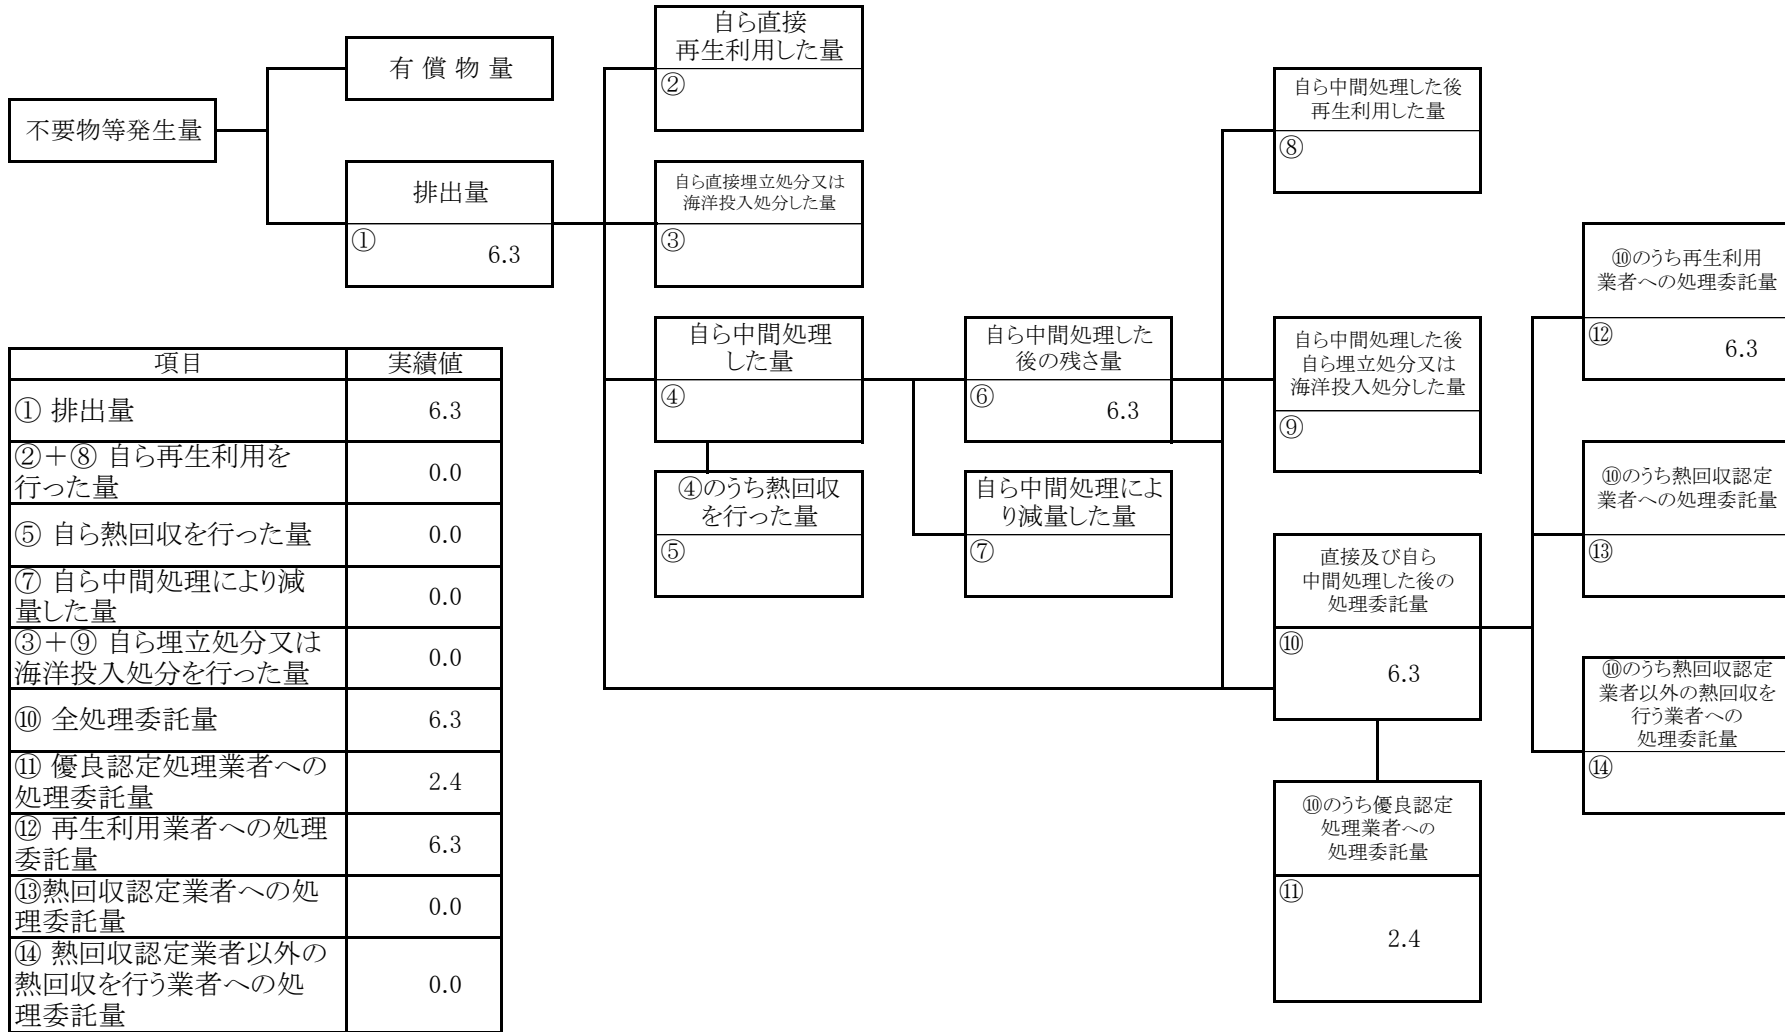 自ら直接
再生利用した量
②
有 償 物 量
不要物等発生量
排出量
①
6.3
自ら直接埋立処分又は
海洋投入処分した量
③
自ら中間処理した後
再生利用した量
⑧
自ら中間処理
した量
④
自ら中間処理した
後の残さ量
⑥
6.3
自ら中間処理した後
自ら埋立処分又は
海洋投入処分した量
⑨
⑩のうち再生利用
業者への処理委託量
⑫
6.3
④のうち熱回収
を行った量
⑤
自ら中間処理によ
り減量した量
⑦
⑩のうち熱回収認定
業者への処理委託量
⑬
直接及び自ら
中間処理した後の
処理委託量
⑩
6.3
⑩のうち熱回収認定
業者以外の熱回収を
行う業者への
処理委託量
⑭
⑩のうち優良認定
処理業者への
処理委託量
⑪
2.4
項目
実績値
① 排出量
6.3
②＋⑧ 自ら再生利用を
行った量
0.0
⑤ 自ら熱回収を行った量
0.0
⑦ 自ら中間処理により減
量した量
0.0
③＋⑨ 自ら埋立処分又は
海洋投入処分を行った量
0.0
⑩ 全処理委託量
6.3
⑪ 優良認定処理業者への
処理委託量
2.4
⑫ 再生利用業者への処理
委託量
6.3
⑬熱回収認定業者への処
理委託量
0.0
⑭ 熱回収認定業者以外の
熱回収を行う業者への処
理委託量
0.0